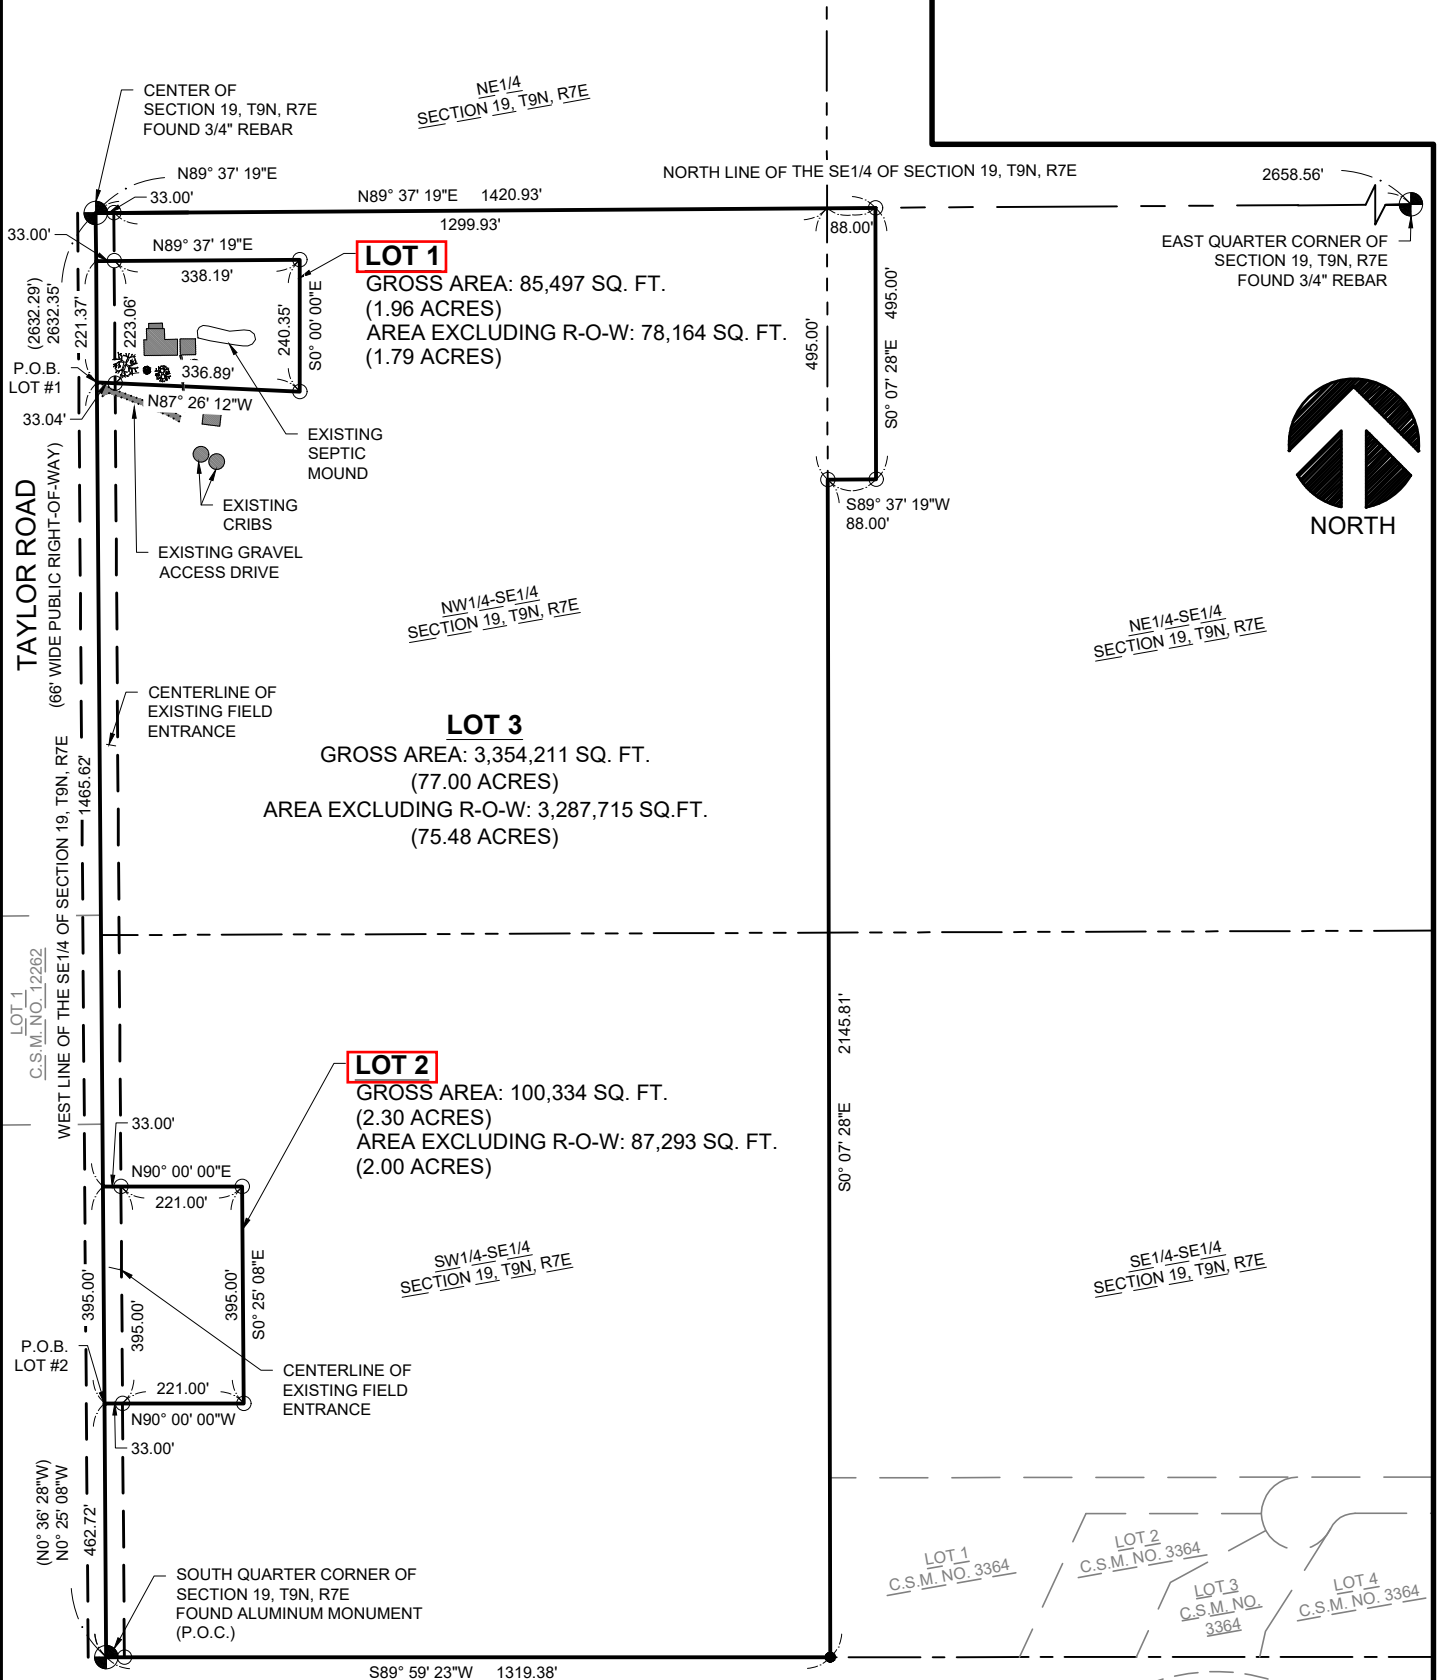 CENTER OF
SECTION 19, T9N, R7E
FOUND 3/4" REBAR
NE1/4
SECTION 19, T9N, R7E
N89° 37' 19"E
33.00'
N89° 37' 19"E 1420.93'
1299.93'
NORTH LINE OF THE SE1/4 OF SECTION 19, T9N, R7E
2658.56'
88.00'
EAST QUARTER CORNER OF
SECTION 19, T9N, R7E
FOUND 3/4" REBAR
33.00'
N89° 37' 19"E
338.19'
(2632.29')
2632.35'
221.37'
223.06'
240.35'
S0° 00' 00"E
LOT 1
GROSS AREA: 85,497 SQ. FT.
(1.96 ACRES)
AREA EXCLUDING R-O-W: 78,164 SQ. FT.
(1.79 ACRES)
495.00'
S0° 07' 28"E 495.00'
P.O.B.
LOT #1
336.89'
N87° 26' 12"W
33.04'
EXISTING
SEPTIC
MOUND
EXISTING
CRIBS
EXISTING GRAVEL
ACCESS DRIVE
S89° 37' 19"W
88.00'
NORTH
TAYLOR ROAD
(66' WIDE PUBLIC RIGHT-OF-WAY)
NW1/4-SE1/4
SECTION 19, T9N, R7E
NE1/4-SE1/4
SECTION 19, T9N, R7E
CENTERLINE OF
EXISTING FIELD
ENTRANCE
LOT 3
GROSS AREA: 3,354,211 SQ. FT.
(77.00 ACRES)
AREA EXCLUDING R-O-W: 3,287,715 SQ.FT.
(75.48 ACRES)
WEST LINE OF THE SE1/4 OF SECTION 19, T9N, R7E
1465.62'
LOT 1
C.S.M. NO. 12262
S0° 07' 28"E 2145.81'
LOT 2
GROSS AREA: 100,334 SQ. FT.
(2.30 ACRES)
AREA EXCLUDING R-O-W: 87,293 SQ. FT.
(2.00 ACRES)
33.00'
N90° 00' 00"E
221.00'
395.00'
395.00'
395.00'
S0° 25' 08"E
SW1/4-SE1/4
SECTION 19, T9N, R7E
SE1/4-SE1/4
SECTION 19, T9N, R7E
P.O.B.
LOT #2
221.00'
N90° 00' 00"W
33.00'
CENTERLINE OF
EXISTING FIELD
ENTRANCE
(N0° 36' 28"W)
N0° 25' 08"W
462.72'
SOUTH QUARTER CORNER OF
SECTION 19, T9N, R7E
FOUND ALUMINUM MONUMENT
(P.O.C.)
S89° 59' 23"W 1319.38'
LOT 1
C.S.M. NO. 3364
LOT 2
C.S.M. NO. 3364
LOT 3
C.S.M. NO.
3364
LOT 4
C.S.M. NO. 3364